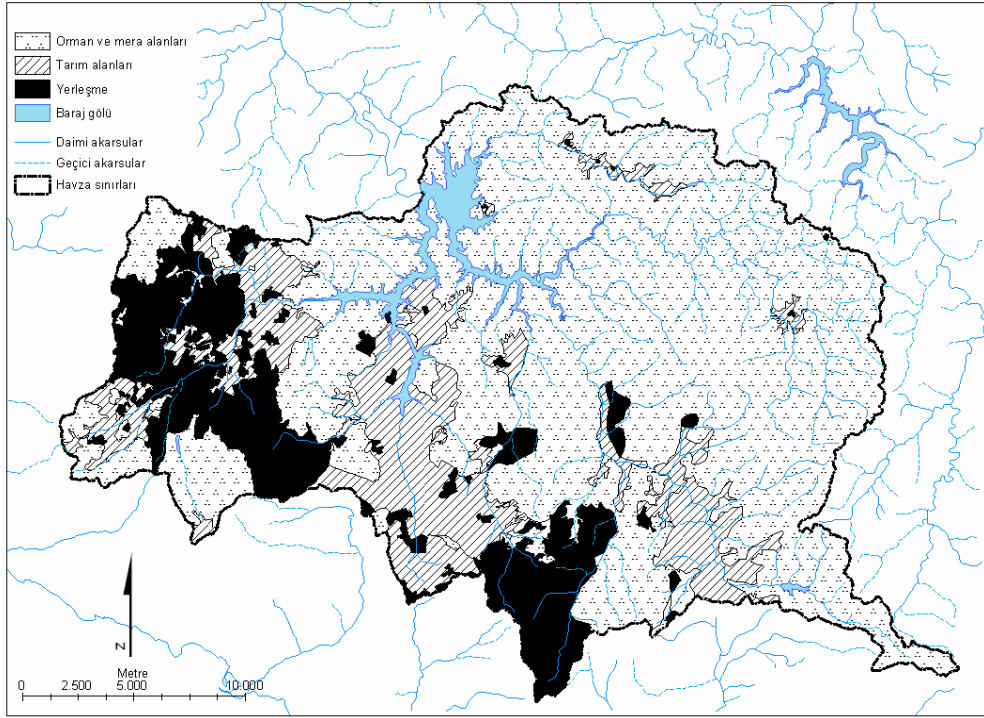 Orman ve mera alanları
Tarım alanları
Yerleşme
Baraj gölü
Daimi akarsular
Geçici akarsular
Havza sınırları
N
Metre
0 2.500 5.000 10.000